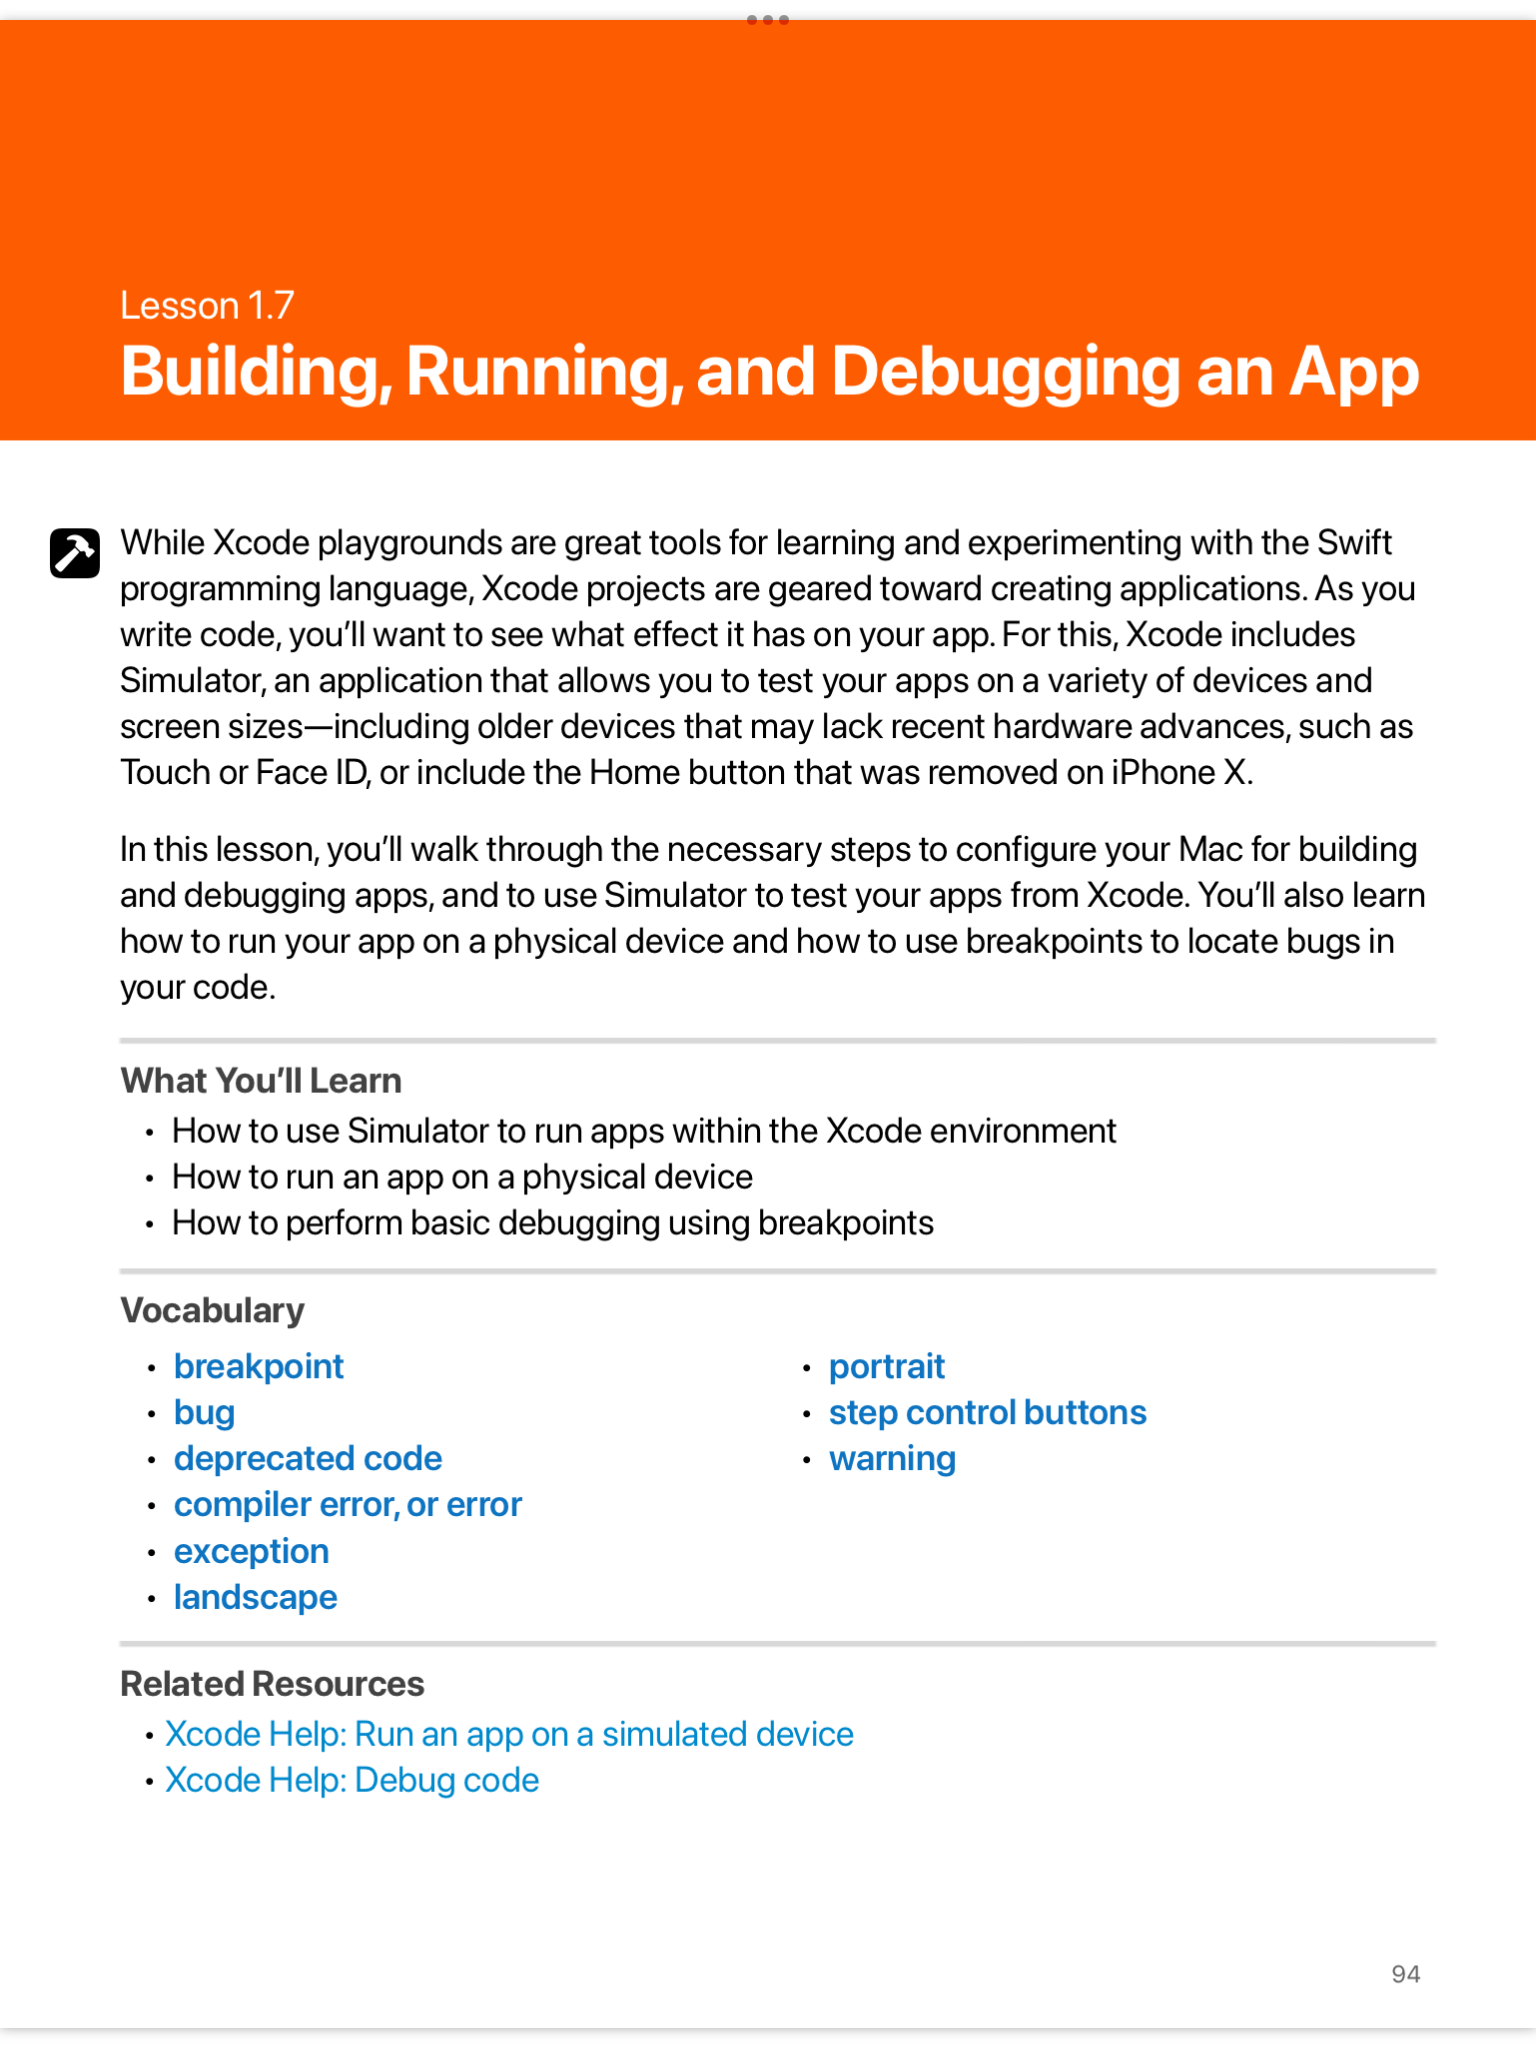 Lesson 1.7
Building, Running, and Debugging an App
While Xcode playgrounds are great tools for learning and experimenting with the Swift
programming language, Xcode projects are geared toward creating applications. As you
write code, you’ll want to see what effect it has on your app. For this, Xcode includes
Simulator, an application that allows you to test your apps on a variety of devices and
screen sizes—including older devices that may lack recent hardware advances, such as
Touch or Face ID, or include the Home button that was removed on iPhone X.
In this lesson, you’ll walk through the necessary steps to configure your Mac for building
and debugging apps, and to use Simulator to test your apps from Xcode. You’ll also learn
how to run your app on a physical device and how to use breakpoints to locate bugs in
your code.
What You’ll Learn
• How to use Simulator to run apps within the Xcode environment
• How to run an app on a physical device
• How to perform basic debugging using breakpoints
Vocabulary
• breakpoint
• bug
• deprecated code
• compiler error, or error
• exception
• landscape
• portrait
• step control buttons
• warning
Related Resources
• Xcode Help: Run an app on a simulated device
• Xcode Help: Debug code
94